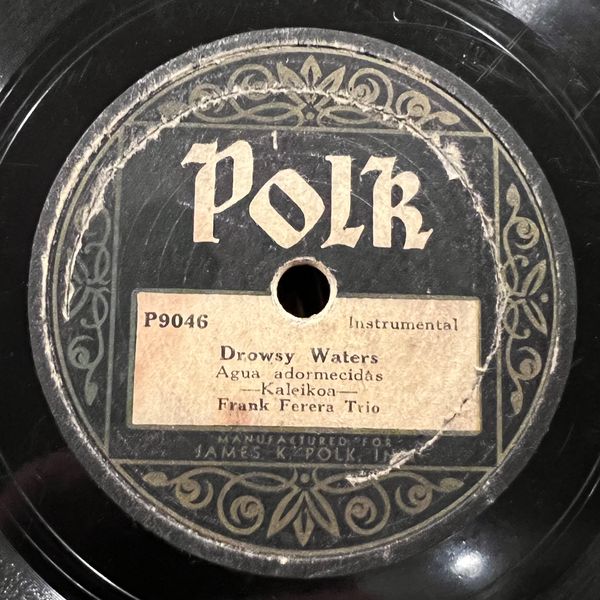 Polk
P9046 Instrumental
Drowsy Waters
Agua adormecidas
—Kaleikoa—
Frank Ferera Trio
MANUFACTURED FOR
JAMES K. POLK, INC.